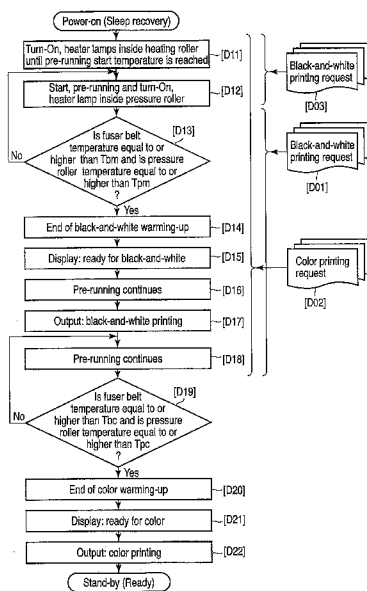 Power-on (Sleep recovery)
Turn-On, heater lamps inside heating roller
until pre-running start temperature is reached
[D11]
Start, pre-running and turn-On,
heater lamp inside pressure roller
[D12]
Black-and-white
printing request
[D03]
[D13]
Is fuser belt
temperature equal to or
higher than Tbm and is pressure
roller temperature equal to or
higher than Tpm
?
No
Yes
Black-and-white
printing request
[D01]
End of black-and-white warming-up
[D14]
Display: ready for black-and-white
[D15]
Pre-running continues
[D16]
Color printing
request
[D02]
Output: black-and-white printing
[D17]
Pre-running continues
[D18]
[D19]
Is fuser belt
temperature equal to or
higher than Tbc and is pressure
roller temperature equal to or
higher than Tpc
?
No
Yes
End of color warming-up
[D20]
Display: ready for color
[D21]
Output: color printing
[D22]
Stand-by (Ready)